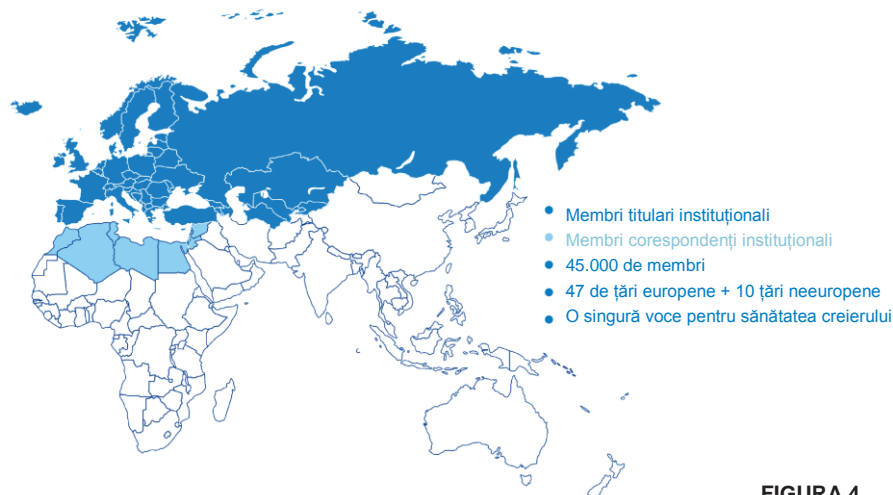 Membri titulari instituționali
Membri corespondenți instituționali
45.000 de membri
47 de țări europene + 10 țări neeuropene
O singură voce pentru sănătatea creierului
FIGURA 4